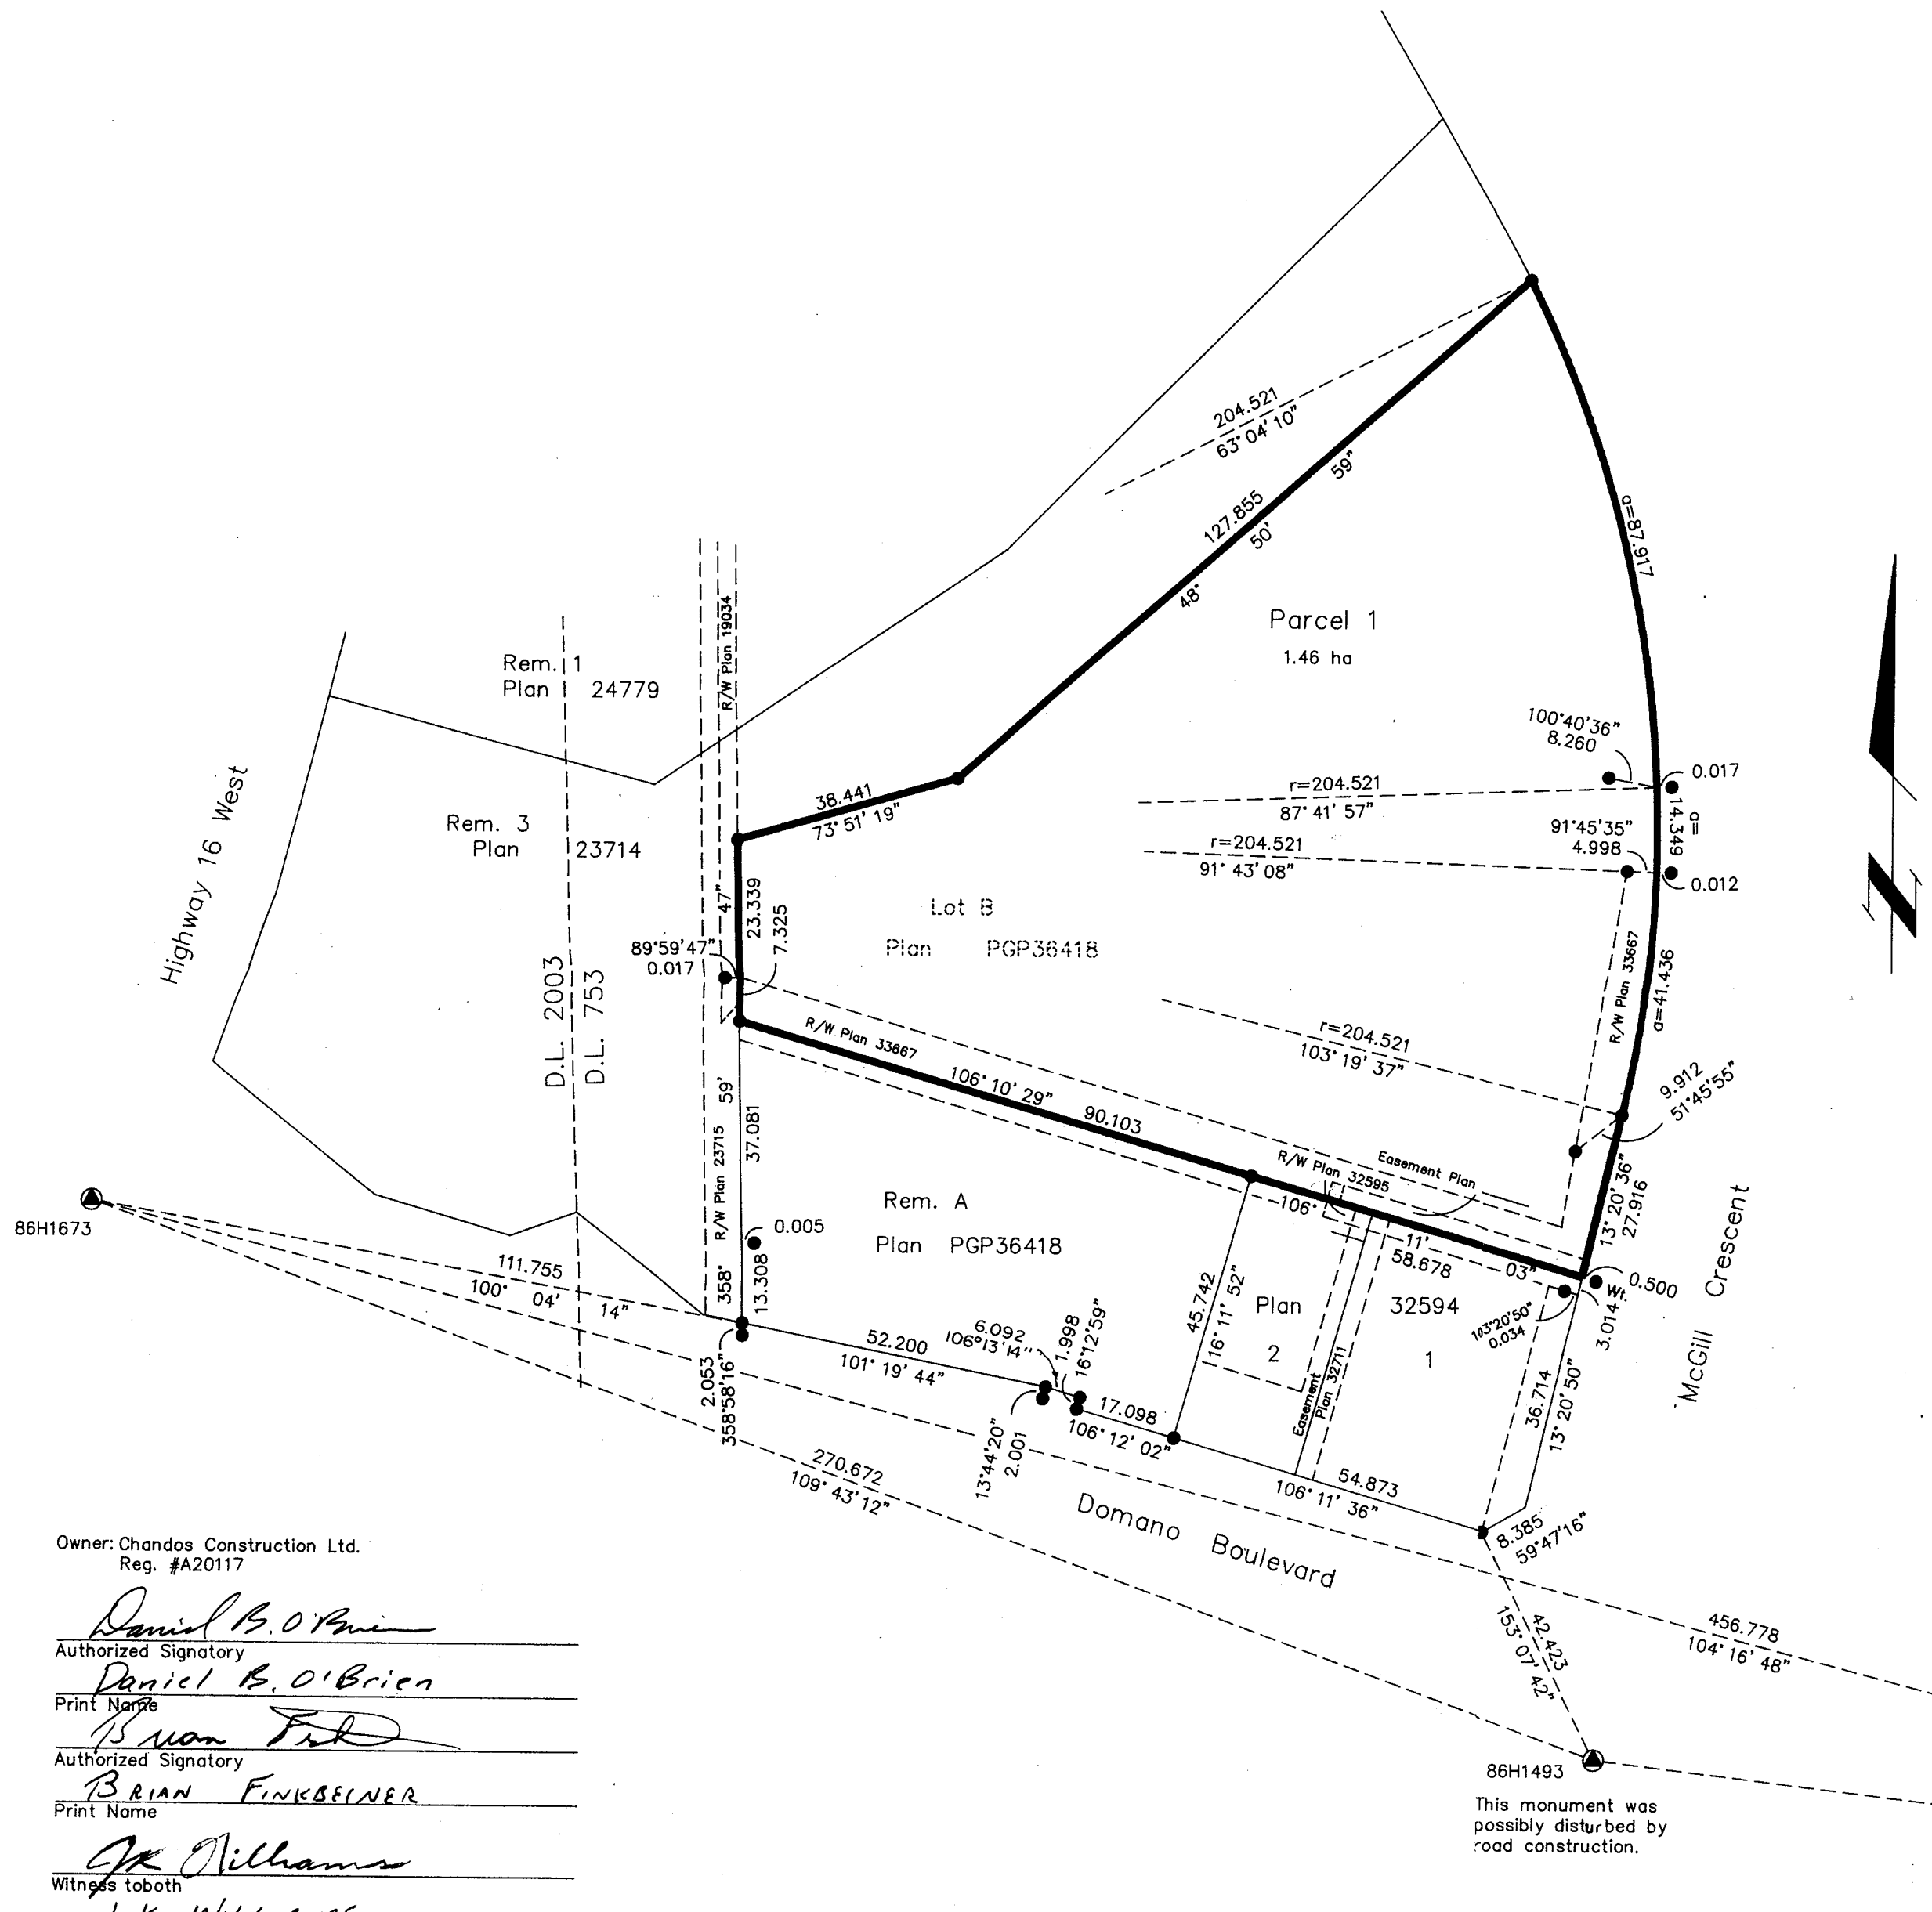 204.521
63°04'10"
127.855
48° 50' 59"
a=87.917
Parcel 1
1.46 ha
R/W Plan 19034
Rem. 1
Plan 24779
100°40'36"
8.260
0.017
r=204.521
87°41'57"
a=
14.349
38.441
73°51'19"
Rem. 3
Plan 23714
91°45'35"
4.998
r=204.521
91°43'08"
0.012
Highway 16 West
47"
23.339
7.325
Lot B
Plan PGP36418
89°59'47"
0.017
D.L. 2003
D.L. 753
R/W Plan 33667
a=41.436
r=204.521
103°19'37"
R/W Plan 33667
106°10'29" 90.103
9.912
51°45'55"
59'
37.081
R/W Plan 23715
R/W Plan 32595
Easement Plan
106° 11' 03"
58.678
13°20'36"
27.916
86H1673
Rem. A
Plan PGP36418
0.005
358°
13.308
111.755
100° 04' 14"
45.742
16°11'52"
Plan 32594
2
1
0.500
Wt.
3.014
103°20'50"
0.034
McGill Crescent
52.200
101°19'44"
6.092
106°13'14"
1.998
16°12'59"
2.053
358°58'16"
17.098
106°12'02"
13°44'20"
2.001
Easement
Plan 32711
36.714
13°20'50"
54.873
106°11'36"
8.385
59°47'16"
270.672
109°43'12"
Domano Boulevard
456.778
104°16'48"
42.423
153°07'42"
86H1493
This monument was
possibly disturbed by
road construction.
N
Owner: Chandos Construction Ltd.
Reg. #A20117
Daniel B. O'Brien
Authorized Signatory
Daniel B. O'Brien
Print Name
Authorized Signatory
BRIAN FINKBEINER
Print Name
JK Williams
Witness toboth